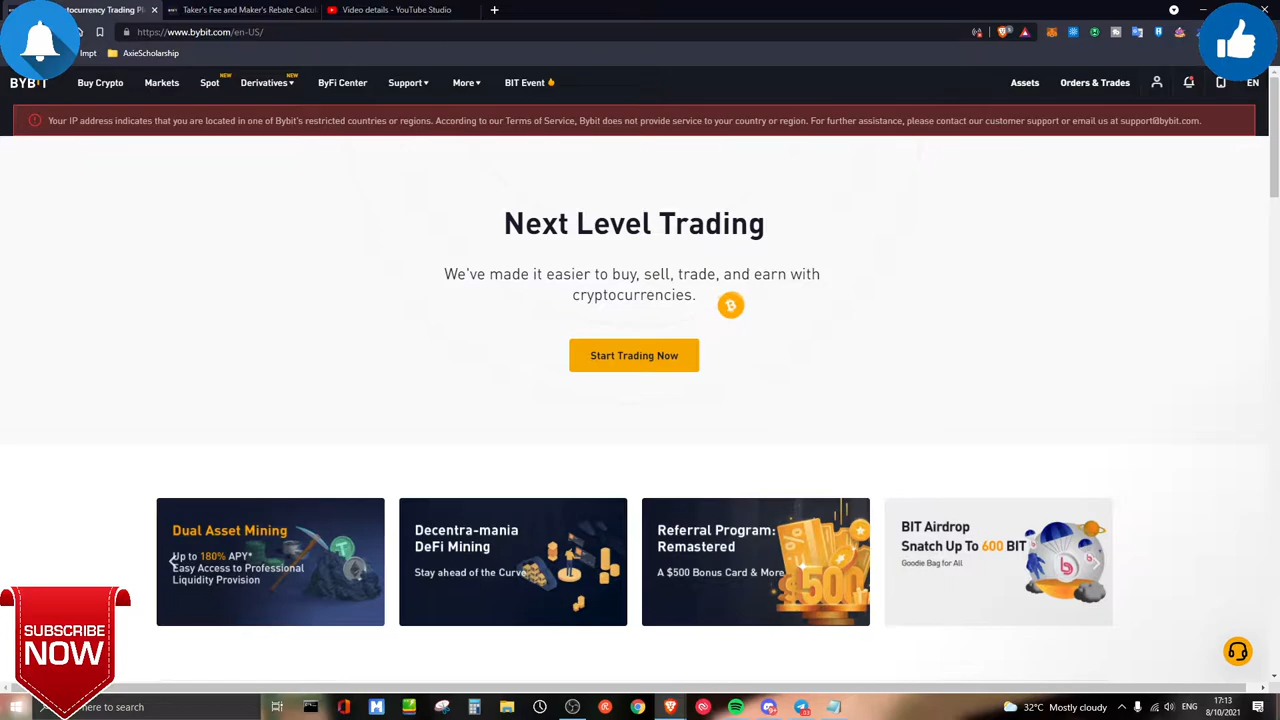 tocurrency Trading Pl
Taker's Fee and Maker's Rebate Calcul
Video details - YouTube Studio
https://www.bybit.com/en-US/
Impt
AxieScholarship
BYBIT
Buy Crypto
Markets
Spot
NEW
Derivatives
NEW
ByFi Center
Support
More
BIT Event
Assets
Orders & Trades
EN
Your IP address indicates that you are located in one of Bybit's restricted countries or regions. According to our Terms of Service, Bybit does not provide service to your country or region. For further assistance, please contact our customer support or email us at support@bybit.com.
Next Level Trading
We've made it easier to buy, sell, trade, and earn with
cryptocurrencies.
Start Trading Now
Dual Asset Mining
Up to 180% APY*
Easy Access to Professional
Liquidity Provision
Decentra-mania
DeFi Mining
Stay ahead of the Curve
Referral Program:
Remastered
A $500 Bonus Card & More
$500
BIT Airdrop
Snatch Up To 600 BIT
Goodie Bag for All
SUBSCRIBE
NOW
here to search
32°C Mostly cloudy
17:13
8/10/2021